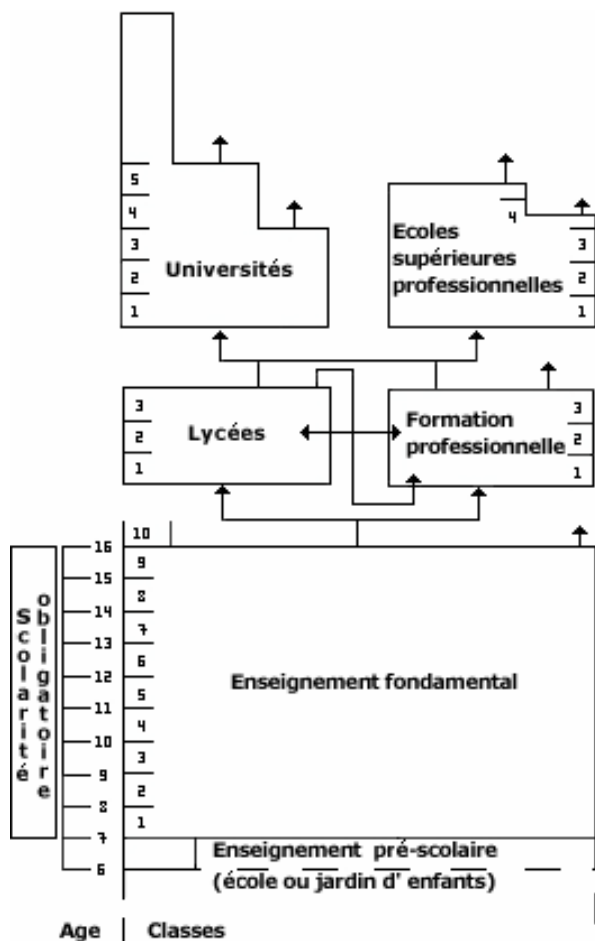 5
4
3
2
1
Universités
4
3
2
1
Ecoles
supérieures
professionnelles
3
2
1
Lycées
Formation
professionnelle
3
2
1
Scolarité
obligatoire
16
15
14
13
12
11
10
9
8
7
6
10
9
8
7
6
5
4
3
2
1
Enseignement fondamental
Enseignement pré-scolaire
(école ou jardin d' enfants)
Age
Classes